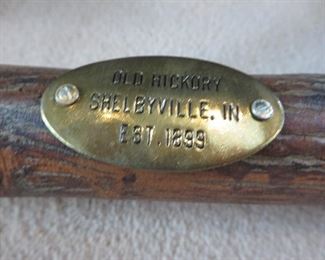 OLD HICKORY
SHELBYVILLE, IN
EST. 1899